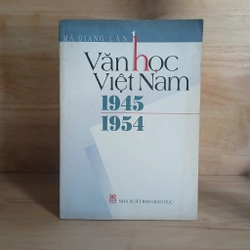 MÃ GIANG LÂN
Văn học
Việt Nam
1945
1954
NHÀ XUẤT BẢN GIÁO DỤC